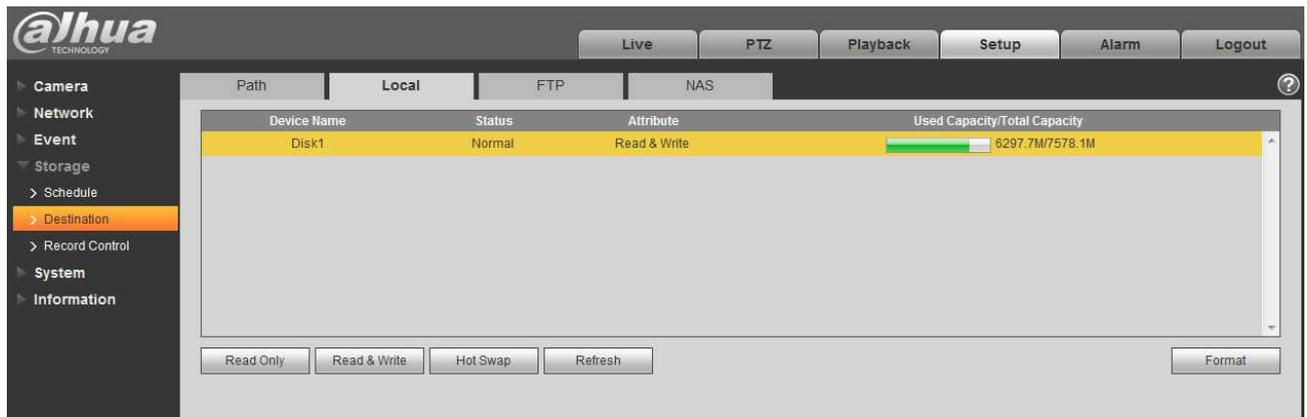 alhua
TECHNOLOGY
Live PTZ Playback Setup Alarm Logout
Camera
Network
Event
Storage
Schedule
Destination
Record Control
System
Information
Path Local FTP NAS
?
Device Name Status Attribute Used Capacity/Total Capacity
Disk1 Normal Read & Write 6297.7M/7578.1M
Read Only Read & Write Hot Swap Refresh Format